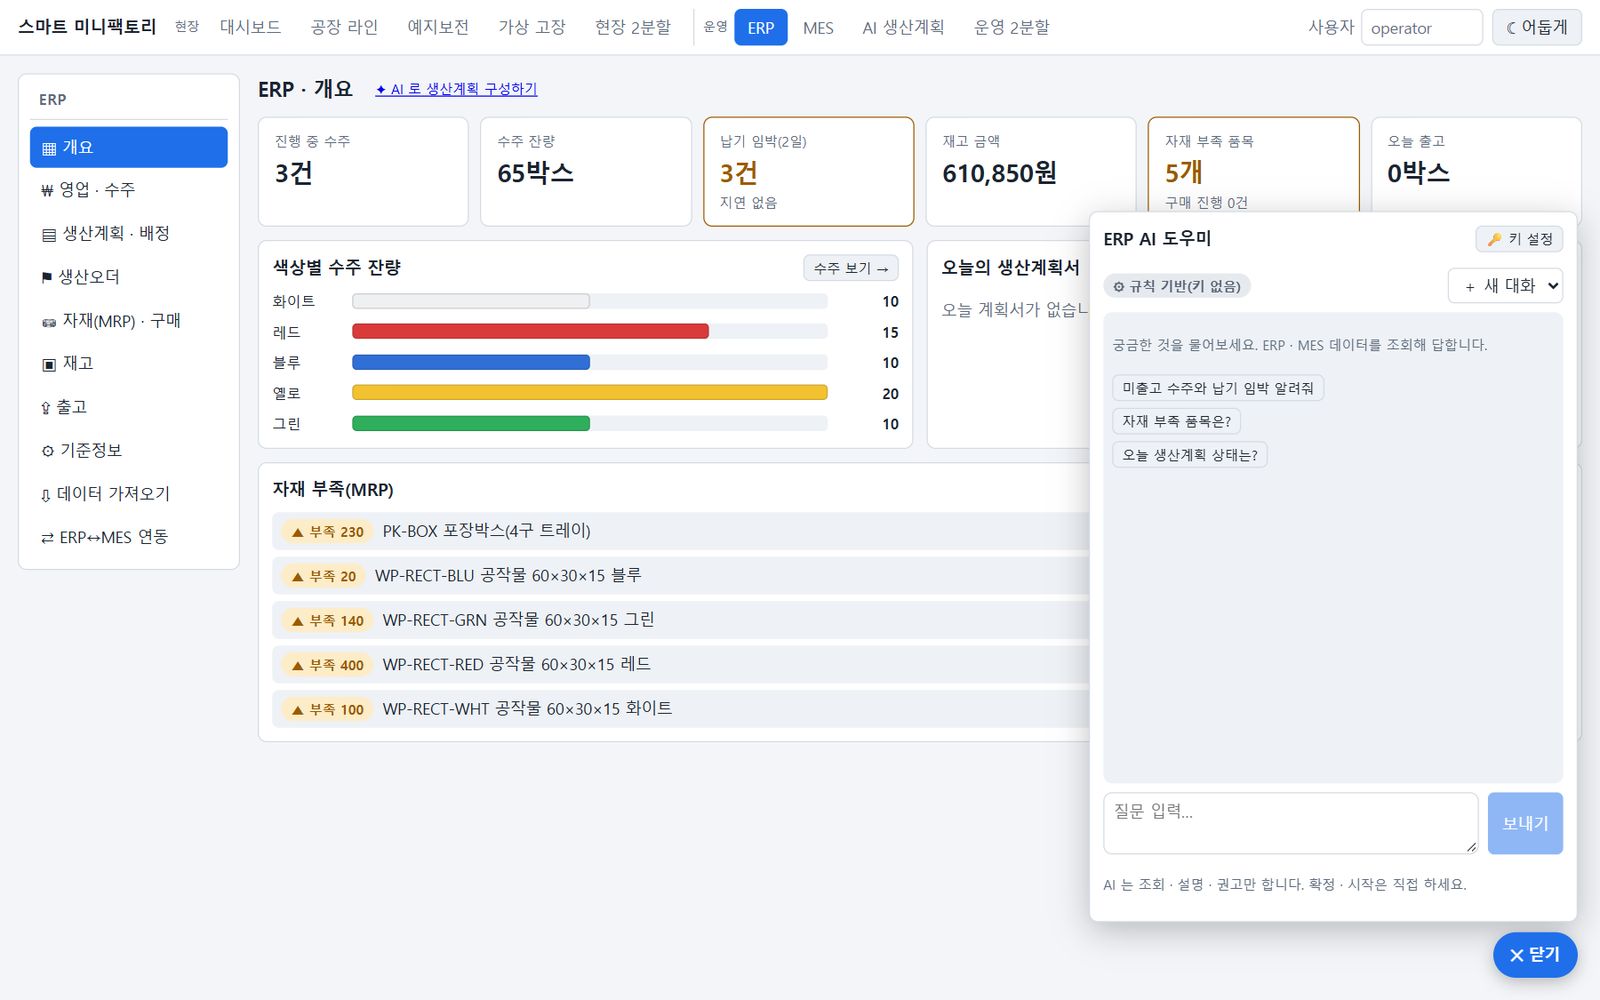 스마트 미니팩토리 현장 대시보드 공장 라인 예지보전 가상 고장 현장 2분할 운영 ERP MES AI 생산계획 운영 2분할 사용자 operator ☾ 어둡게
ERP
▦ 개요
₩ 영업 · 수주
▤ 생산계획 · 배정
⚑ 생산오더
자재(MRP) · 구매
▣ 재고
⇪ 출고
⚙ 기준정보
⇩ 데이터 가져오기
⇄ ERP↔MES 연동
ERP · 개요 ✦ AI 로 생산계획 구성하기
진행 중 수주
3건
수주 잔량
65박스
납기 임박(2일)
3건
지연 없음
재고 금액
610,850원
자재 부족 품목
5개
구매 진행 0건
오늘 출고
0박스
색상별 수주 잔량 수주 보기 →
화이트 10
레드 15
블루 10
옐로 20
그린 10
오늘의 생산계획서
오늘 계획서가 없습
자재 부족(MRP)
▲ 부족 230 PK-BOX 포장박스(4구 트레이)
▲ 부족 20 WP-RECT-BLU 공작물 60×30×15 블루
▲ 부족 140 WP-RECT-GRN 공작물 60×30×15 그린
▲ 부족 400 WP-RECT-RED 공작물 60×30×15 레드
▲ 부족 100 WP-RECT-WHT 공작물 60×30×15 화이트
ERP AI 도우미 🔑 키 설정
⚙ 규칙 기반(키 없음) ＋ 새 대화
궁금한 것을 물어보세요. ERP · MES 데이터를 조회해 답합니다.
미출고 수주와 납기 임박 알려줘
자재 부족 품목은?
오늘 생산계획 상태는?
질문 입력... 보내기
AI 는 조회 · 설명 · 권고만 합니다. 확정 · 시작은 직접 하세요.
✕ 닫기